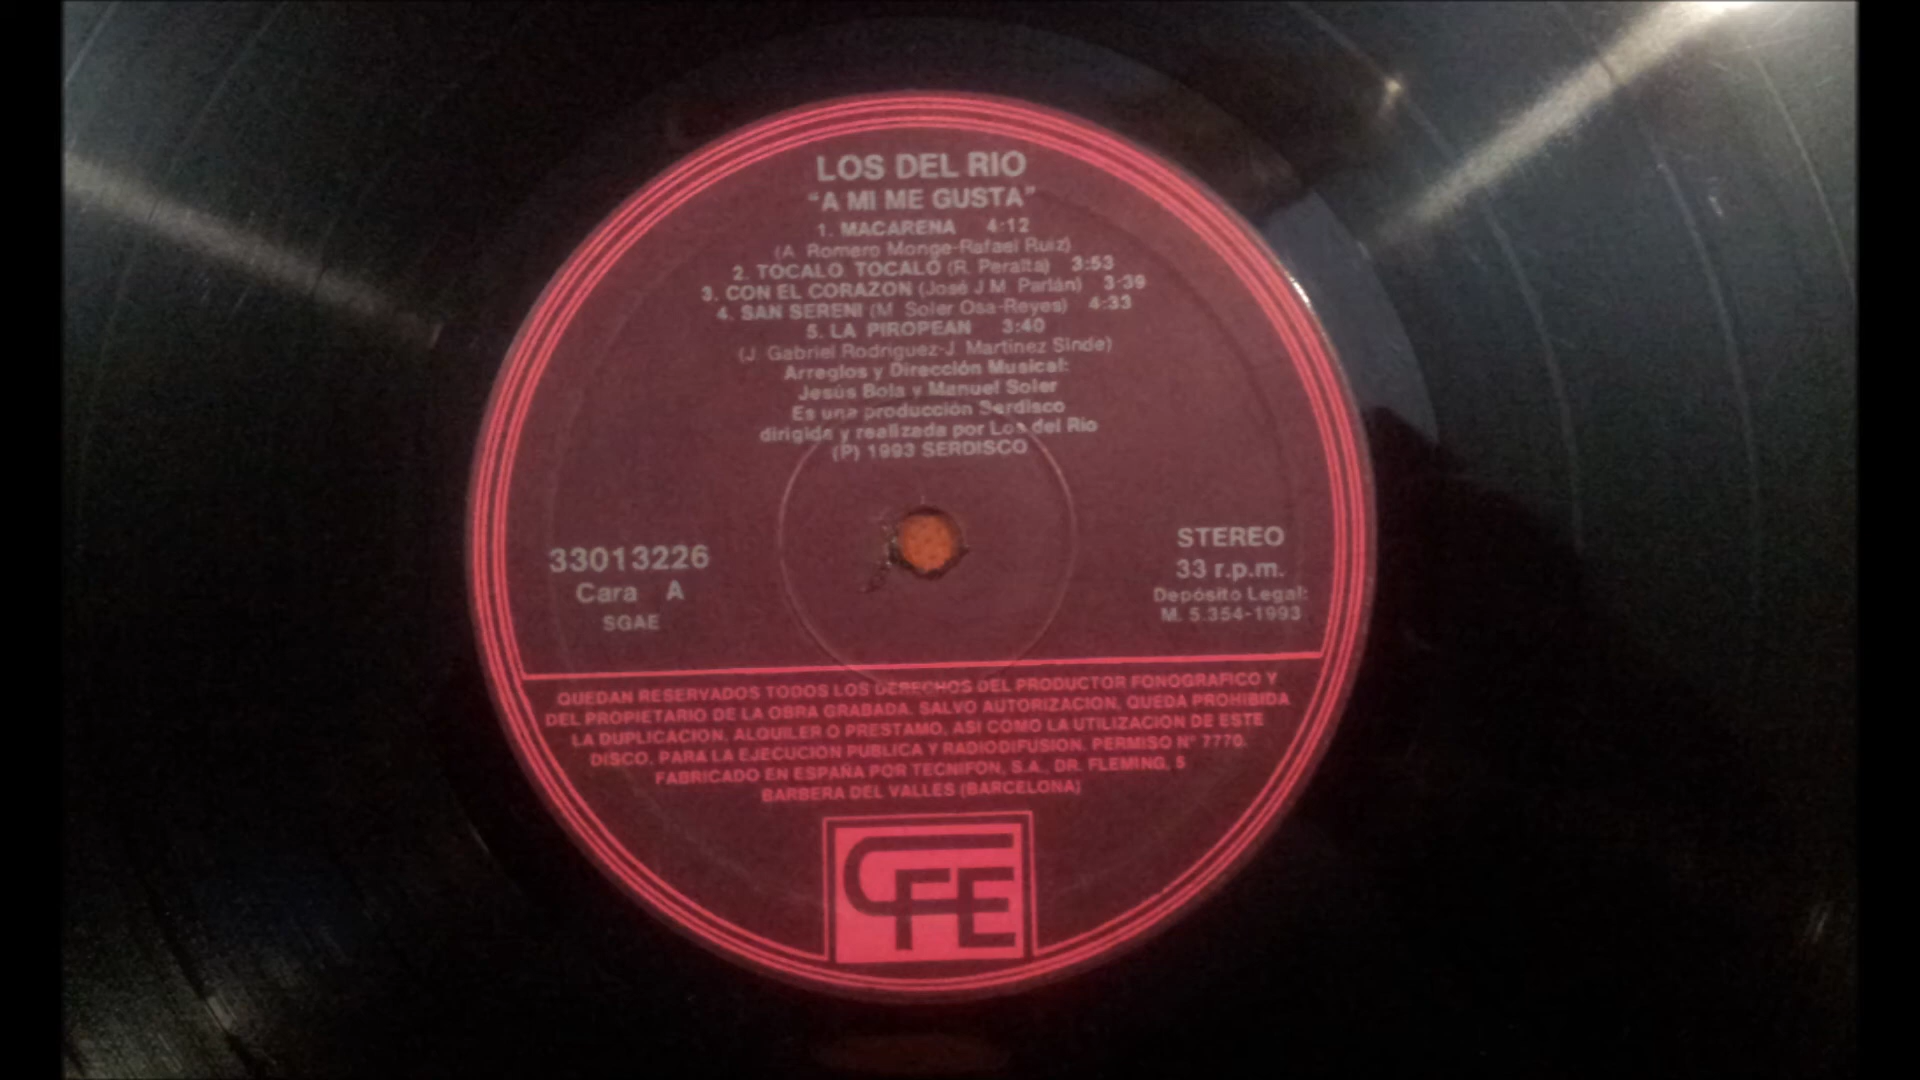 LOS DEL RIO
"A MI ME GUSTA"
1. MACARENA 4:12
(A. Romero Monge-Rafael Ruiz)
2. TOCALO TOCALO (R. Peralta) 3:53
3. CON EL CORAZON (José J.M. Parlán) 3:39
4. SAN SERENI (M. Soler Osa-Reyes) 4:33
5. LA PIROPEAN 3:40
(J. Gabriel Rodriguez-J. Martinez Sinde)
Arreglos y Dirección Musical:
Jesús Bola y Manuel Soler
Es una producción Serdisco
dirigida y realizada por Los del Río
(P) 1993 SERDISCO
33013226
Cara A
SGAE
STEREO
33 r.p.m.
Depósito Legal:
M. 5.354-1993
QUEDAN RESERVADOS TODOS LOS DERECHOS DEL PRODUCTOR FONOGRAFICO Y
DEL PROPIETARIO DE LA OBRA GRABADA. SALVO AUTORIZACION, QUEDA PROHIBIDA
LA DUPLICACION, ALQUILER O PRESTAMO, ASI COMO LA UTILIZACION DE ESTE
DISCO, PARA LA EJECUCION PUBLICA Y RADIODIFUSION. PERMISO Nº 7770.
FABRICADO EN ESPAÑA POR TECNIFON, S.A., DR. FLEMING, 5
BARBERA DEL VALLES (BARCELONA)
CFE